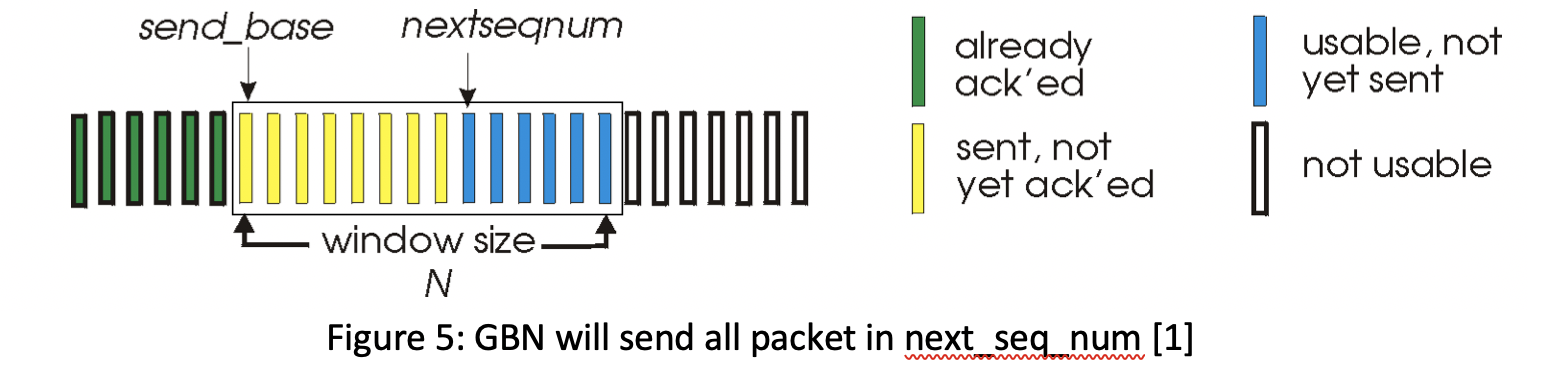 send_base
nextseqnum
window size
N
already
ack'ed
sent, not
yet ack'ed
usable, not
yet sent
not usable
Figure 5: GBN will send all packet in next_seq_num [1]